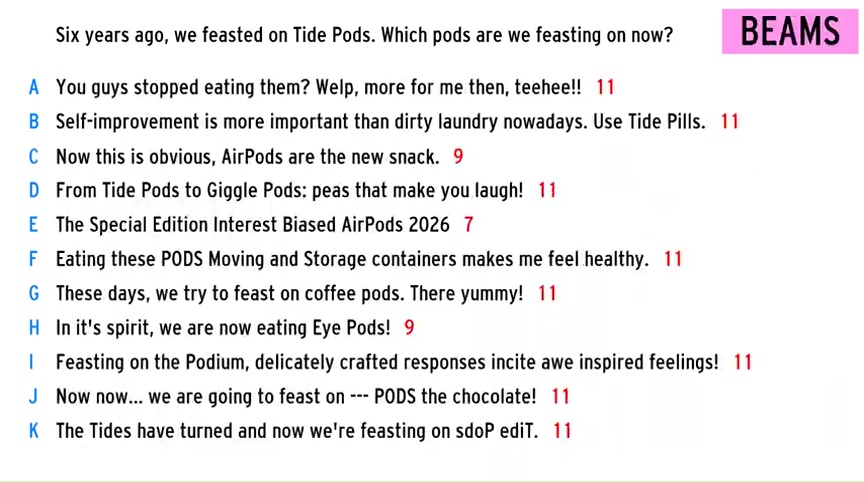 Six years ago, we feasted on Tide Pods. Which pods are we feasting on now?
BEAMS
A You guys stopped eating them? Welp, more for me then, teehee!! 11
B Self-improvement is more important than dirty laundry nowadays. Use Tide Pills. 11
C Now this is obvious, AirPods are the new snack. 9
D From Tide Pods to Giggle Pods: peas that make you laugh! 11
E The Special Edition Interest Biased AirPods 2026 7
F Eating these PODS Moving and Storage containers makes me feel healthy. 11
G These days, we try to feast on coffee pods. There yummy! 11
H In it's spirit, we are now eating Eye Pods! 9
I Feasting on the Podium, delicately crafted responses incite awe inspired feelings! 11
J Now now... we are going to feast on --- PODS the chocolate! 11
K The Tides have turned and now we're feasting on sdoP ediT. 11